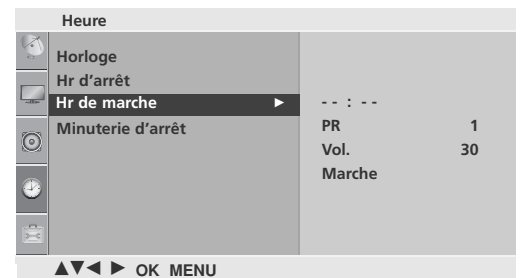 Heure
Horloge
Hr d'arrêt
Hr de marche ► - - : - -
Minuterie d'arrêt PR 1
Vol. 30
Marche
▲▼◄ ► OK MENU